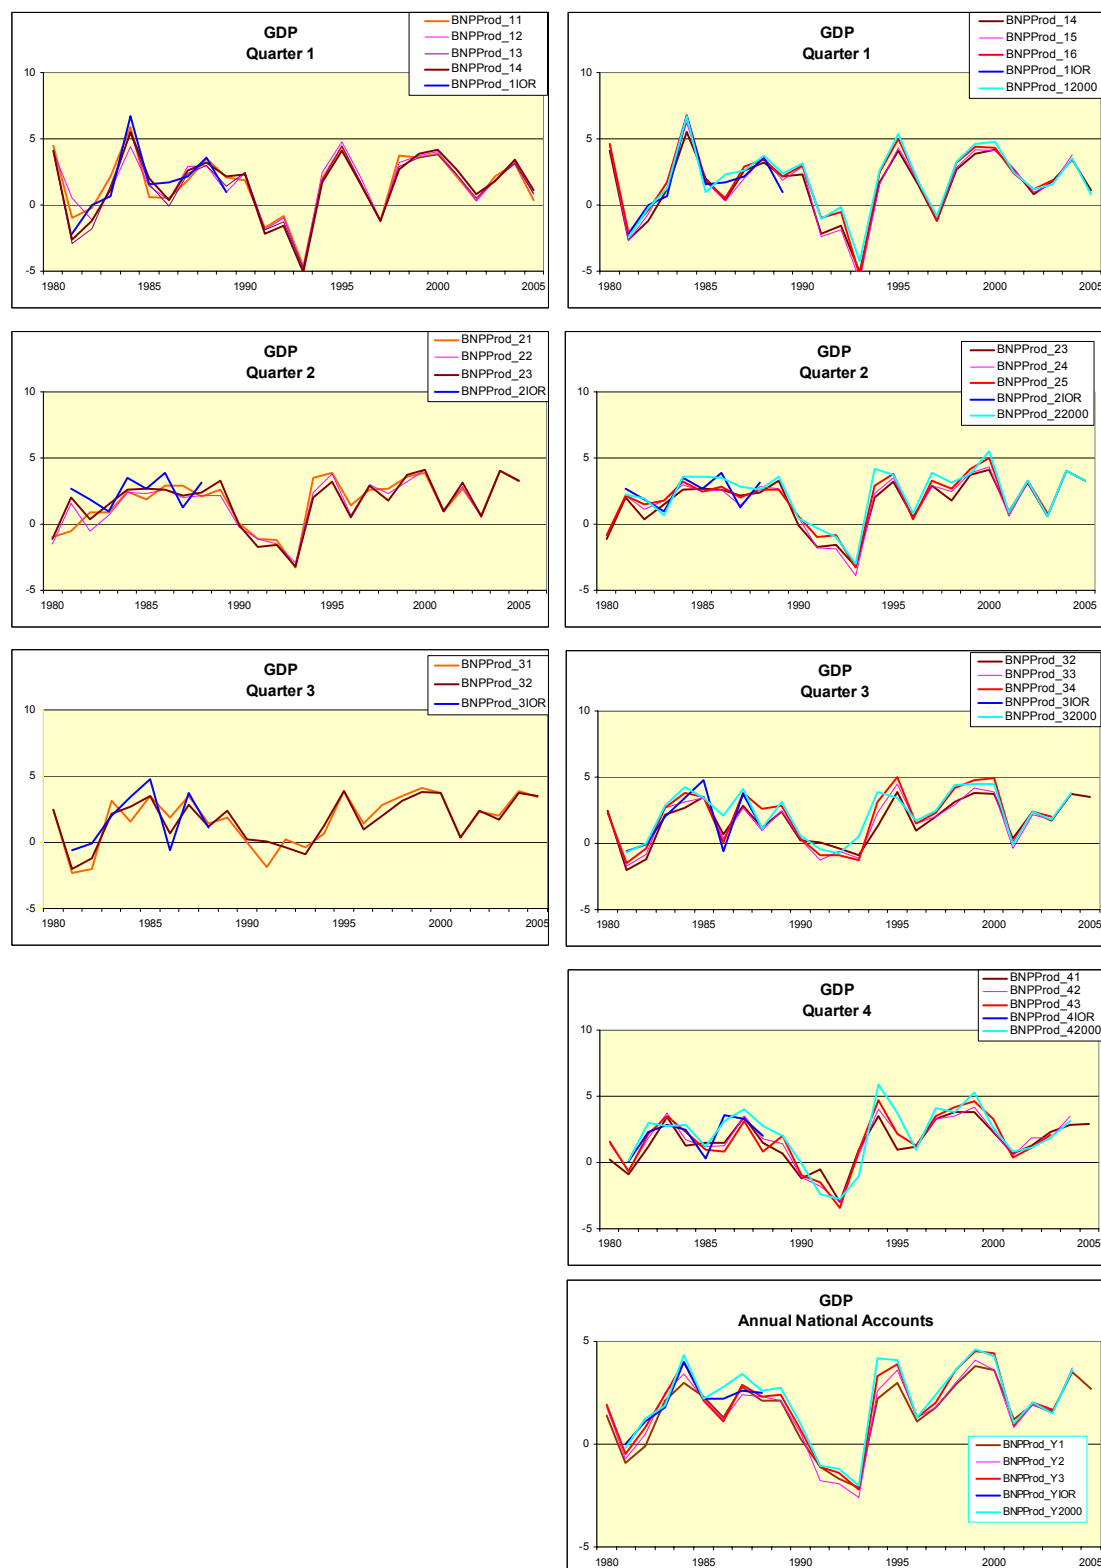 GDP
Quarter 1
BNPProd_11
BNPProd_12
BNPProd_13
BNPProd_14
BNPProd_1IOR
10
5
0
-5
1980 1985 1990 1995 2000 2005
GDP
Quarter 1
BNPProd_14
BNPProd_15
BNPProd_16
BNPProd_1IOR
BNPProd_12000
10
5
0
-5
1980 1985 1990 1995 2000 2005
GDP
Quarter 2
BNPProd_21
BNPProd_22
BNPProd_23
BNPProd_2IOR
10
5
0
-5
1980 1985 1990 1995 2000 2005
GDP
Quarter 2
BNPProd_23
BNPProd_24
BNPProd_25
BNPProd_2IOR
BNPProd_22000
10
5
0
-5
1980 1985 1990 1995 2000 2005
GDP
Quarter 3
BNPProd_31
BNPProd_32
BNPProd_3IOR
10
5
0
-5
1980 1985 1990 1995 2000 2005
GDP
Quarter 3
BNPProd_32
BNPProd_33
BNPProd_34
BNPProd_3IOR
BNPProd_32000
10
5
0
-5
1980 1985 1990 1995 2000 2005
GDP
Quarter 4
BNPProd_41
BNPProd_42
BNPProd_43
BNPProd_4IOR
BNPProd_42000
10
5
0
-5
1980 1985 1990 1995 2000 2005
GDP
Annual National Accounts
5
0
-5
BNPProd_Y1
BNPProd_Y2
BNPProd_Y3
BNPProd_YIOR
BNPProd_Y2000
1980 1985 1990 1995 2000 2005